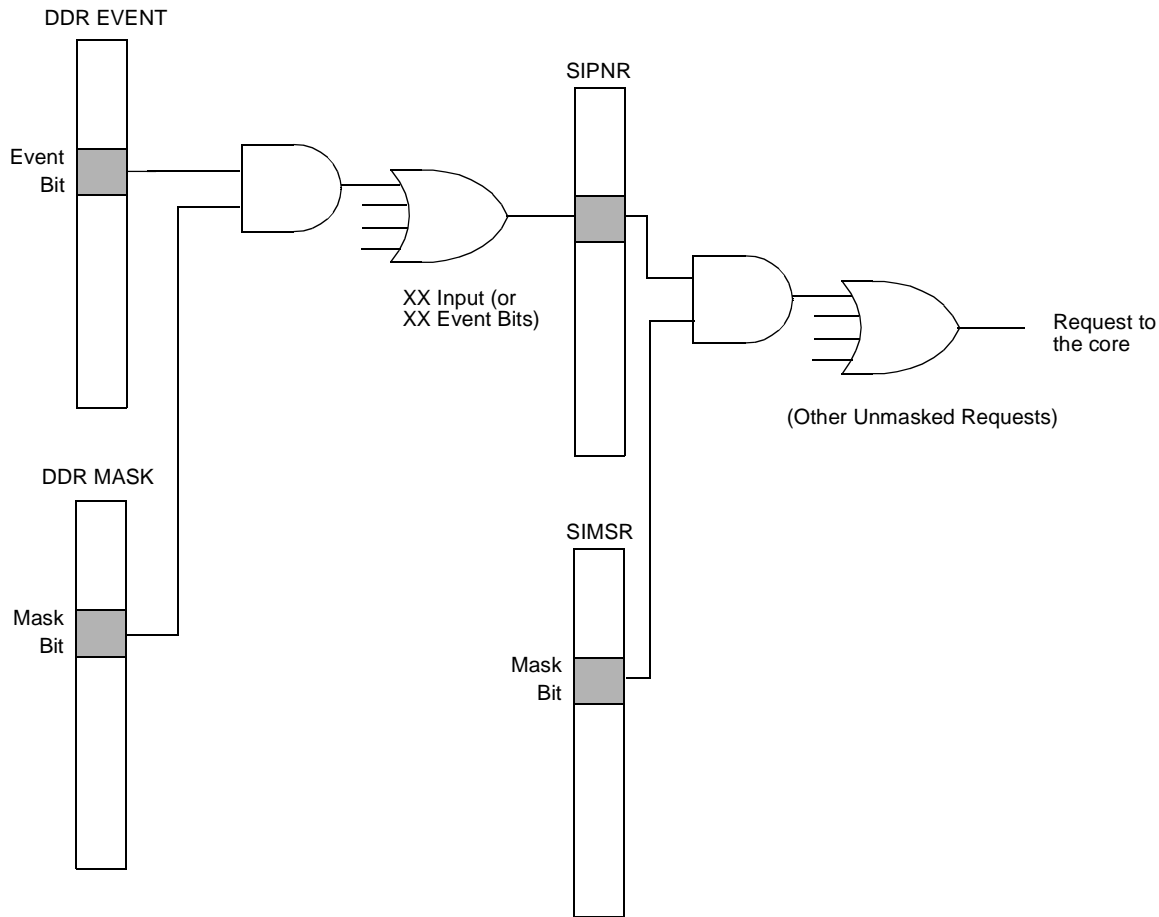 DDR EVENT
SIPNR
Event
Bit
XX Input (or
XX Event Bits)
Request to
the core
(Other Unmasked Requests)
DDR MASK
SIMSR
Mask
Bit
Mask
Bit